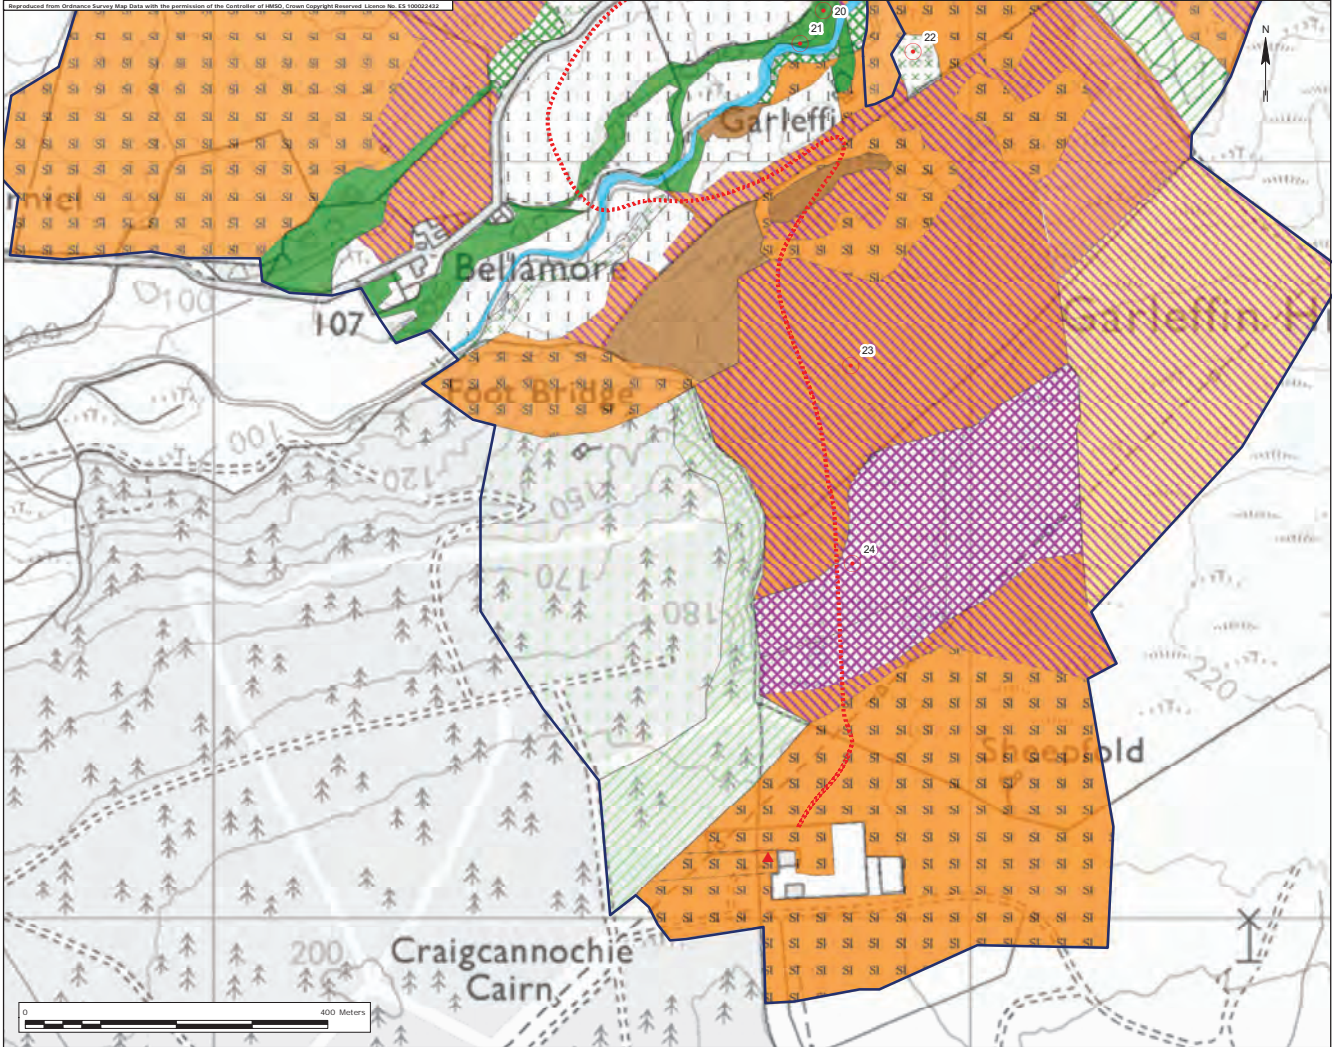 Reproduced from Ordnance Survey Map Data with the permission of the Controller of HMSO, Crown Copyright Reserved Licence No. ES 100022432
20
21
22
N
Garleffi
rmiel
Bellamore
100
107
Garleffin Hi
23
Foot Bridge
100
120
150
24
170
180
220
Sheepfold
200
Craigcannochie
Cairn
0 400 Meters